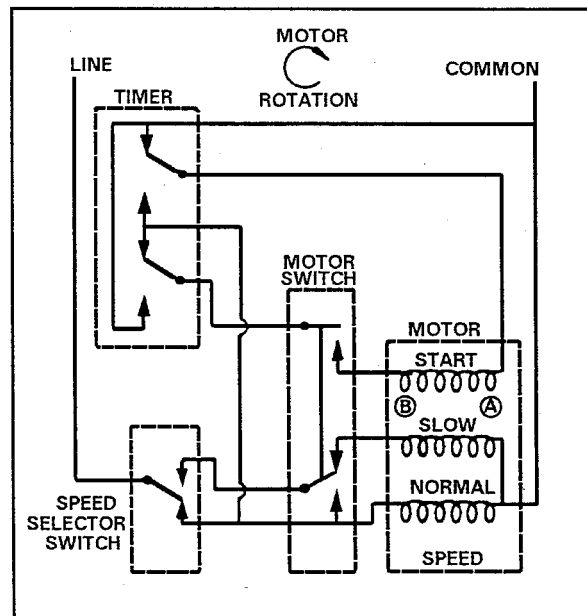 MOTOR
ROTATION
LINE
COMMON
TIMER
MOTOR
SWITCH
MOTOR
START
B
A
SLOW
NORMAL
SPEED
SPEED
SELECTOR
SWITCH